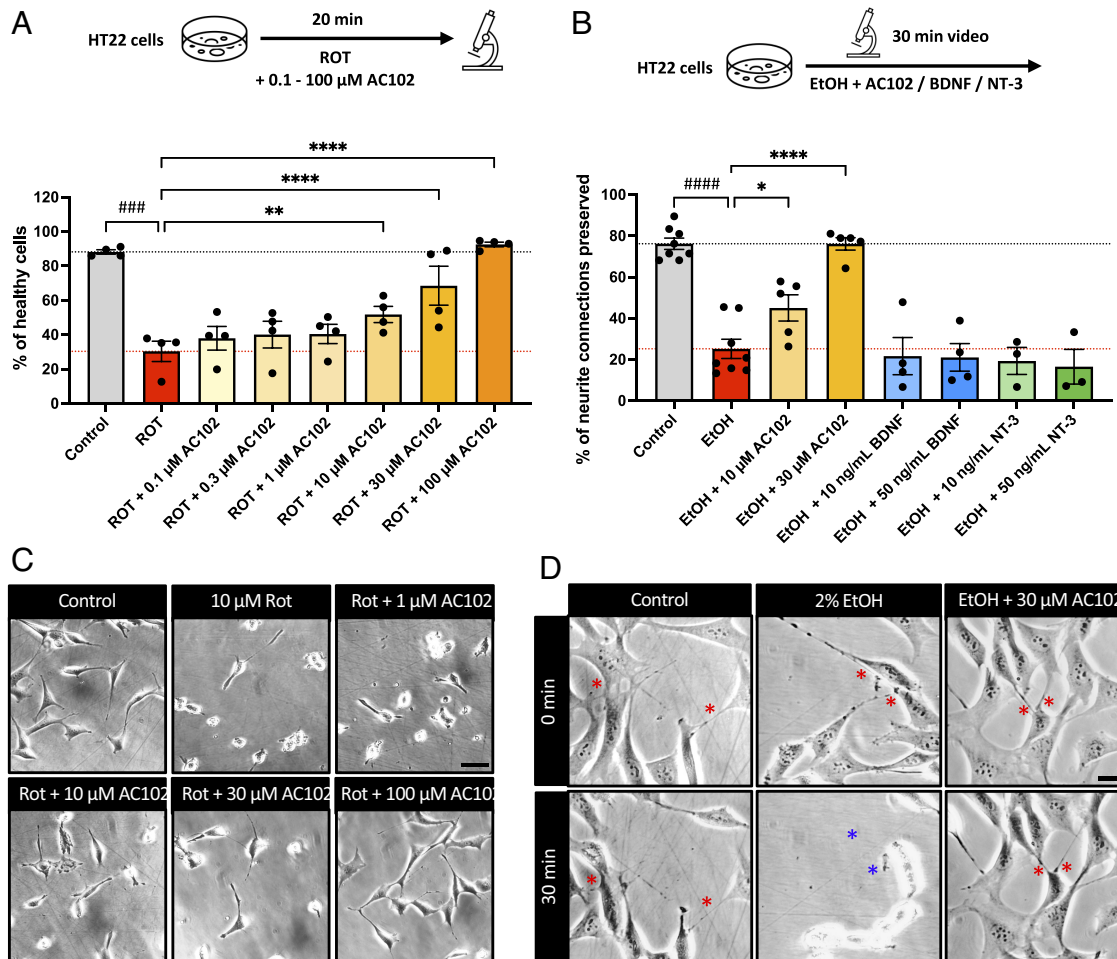 A
HT22 cells
20 min
ROT
+ 0.1 - 100 µM AC102
% of healthy cells
120
100
80
60
40
20
0
###
**
****
****
Control
ROT
ROT + 0.1 µM AC102
ROT + 0.3 µM AC102
ROT + 1 µM AC102
ROT + 10 µM AC102
ROT + 30 µM AC102
ROT + 100 µM AC102
B
HT22 cells
30 min video
EtOH + AC102 / BDNF / NT-3
% of neurite connections preserved
100
80
60
40
20
0
####
*
****
Control
EtOH
EtOH + 10 µM AC102
EtOH + 30 µM AC102
EtOH + 10 ng/mL BDNF
EtOH + 50 ng/mL BDNF
EtOH + 10 ng/mL NT-3
EtOH + 50 ng/mL NT-3
C
Control
10 µM Rot
Rot + 1 µM AC102
Rot + 10 µM AC102
Rot + 30 µM AC102
Rot + 100 µM AC102
D
Control
2% EtOH
EtOH + 30 µM AC102
0 min
* * * * * *
30 min
* * * * * *